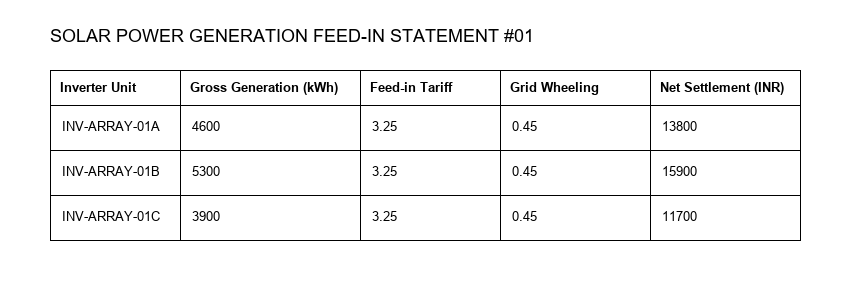 SOLAR POWER GENERATION FEED-IN STATEMENT #01
Inverter Unit Gross Generation (kWh) Feed-in Tariff Grid Wheeling Net Settlement (INR)
INV-ARRAY-01A 4600 3.25 0.45 13800
INV-ARRAY-01B 5300 3.25 0.45 15900
INV-ARRAY-01C 3900 3.25 0.45 11700